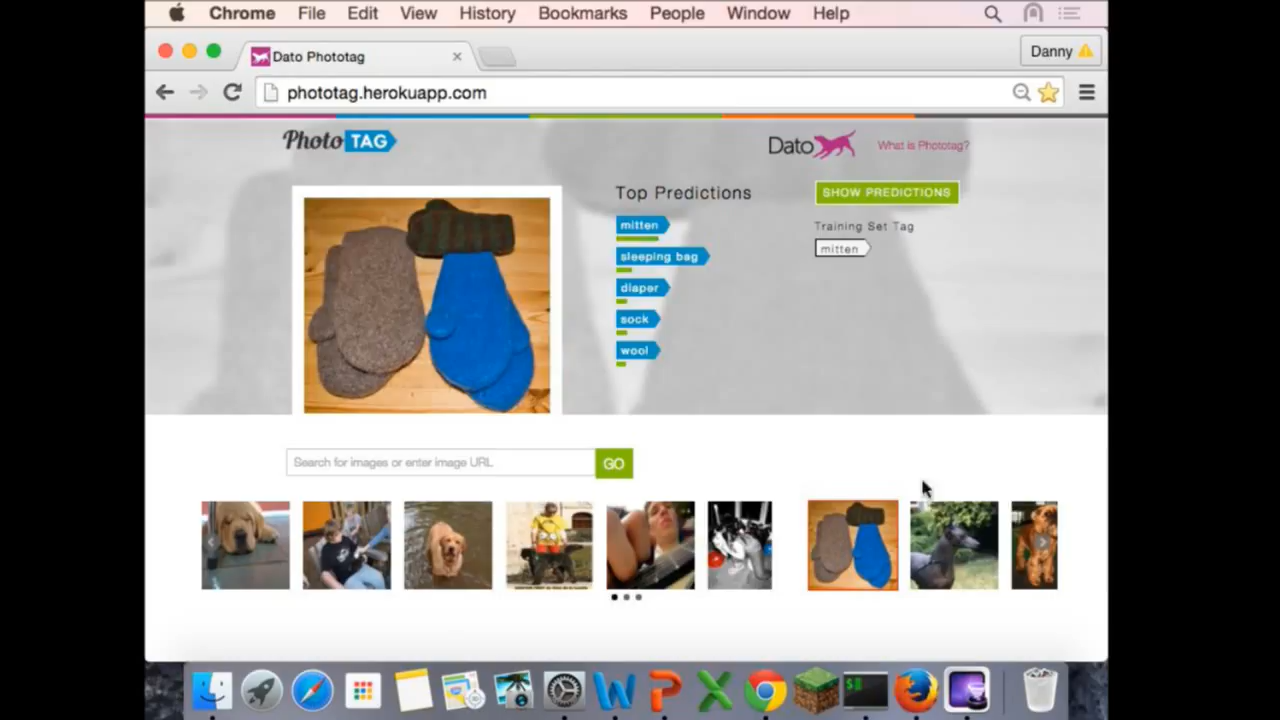 Chrome File Edit View History Bookmarks People Window Help
Dato Phototag
Danny
phototag.herokuapp.com
Photo TAG
Dato
What is Phototag?
Top Predictions
SHOW PREDICTIONS
mitten
sleeping bag
diaper
sock
wool
Training Set Tag
mitten
Search for images or enter image URL
GO